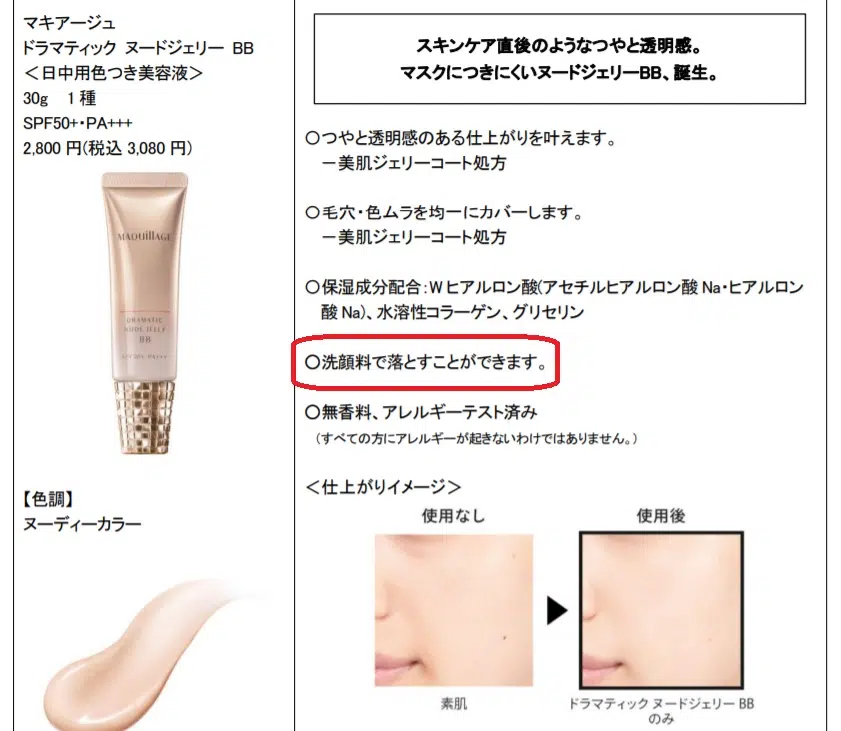 マキアージュ
ドラマティック ヌードジェリー BB
＜日中用色つき美容液＞
30g　1種
SPF50+・PA+++
2,800円(税込 3,080円)
MAQUillAGE
DRAMATIC
NUDE JELLY
BB
SPF50+ PA+++
【色調】
ヌーディーカラー
スキンケア直後のようなつやと透明感。
マスクにつきにくいヌードジェリーBB、誕生。
○つやと透明感のある仕上がりを叶えます。
－美肌ジェリーコート処方
○毛穴・色ムラを均一にカバーします。
－美肌ジェリーコート処方
○保湿成分配合：Wヒアルロン酸(アセチルヒアルロン酸Na・ヒアルロン
酸Na)、水溶性コラーゲン、グリセリン
○洗顔料で落とすことができます。
○無香料、アレルギーテスト済み
（すべての方にアレルギーが起きないわけではありません。）
＜仕上がりイメージ＞
使用なし
使用後
素肌
ドラマティック ヌードジェリー BB
のみ